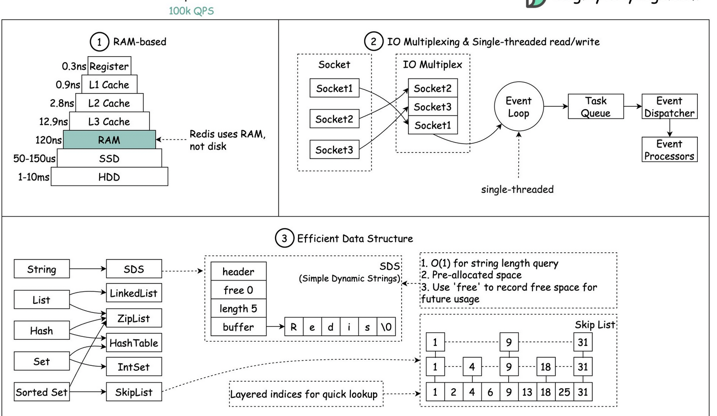 100k QPS
1 RAM-based
0.3ns Register
0.9ns L1 Cache
2.8ns L2 Cache
12.9ns L3 Cache
120ns RAM
Redis uses RAM,
not disk
50-150us SSD
1-10ms HDD
2 IO Multiplexing & Single-threaded read/write
Socket
Socket1
Socket2
Socket3
IO Multiplex
Socket2
Socket3
Socket1
Event
Loop
Task
Queue
Event
Dispatcher
Event
Processors
single-threaded
3 Efficient Data Structure
String
List
Hash
Set
Sorted Set
SDS
LinkedList
ZipList
HashTable
IntSet
SkipList
header
free 0
length 5
buffer
SDS
(Simple Dynamic Strings)
R e d i s \0
1. O(1) for string length query
2. Pre-allocated space
3. Use 'free' to record free space for
future usage
Skip List
1 9 31
1 4 9 18 31
1 2 4 6 9 13 18 25 31
Layered indices for quick lookup